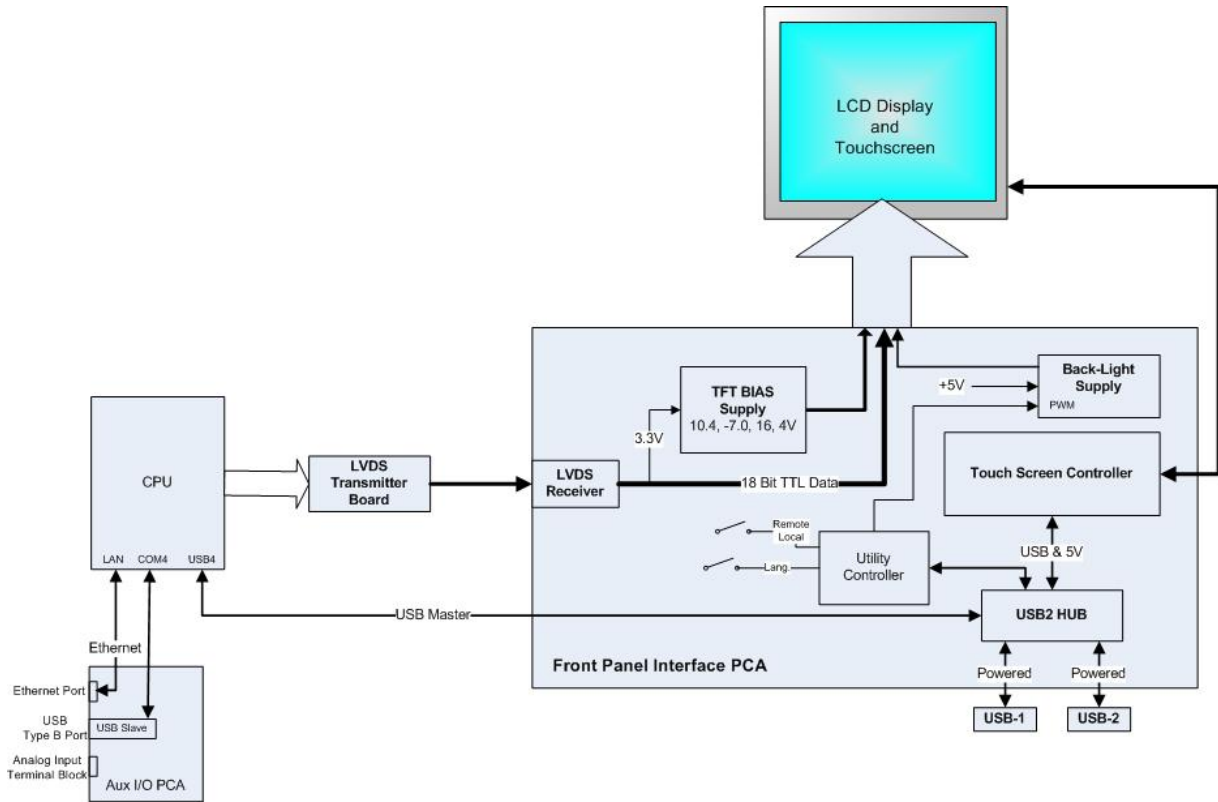 LCD Display
and
Touchscreen
TFT BIAS
Supply
10.4, -7.0, 16, 4V
+5V
Back-Light
Supply
PWM
3.3V
CPU
LAN
COM4
USB4
LVDS
Transmitter
Board
LVDS
Receiver
18 Bit TTL Data
Touch Screen Controller
Remote
Local
Lang.
Utility
Controller
USB & 5V
USB Master
USB2 HUB
Front Panel Interface PCA
Powered
Powered
USB-1
USB-2
Ethernet
Ethernet Port
USB
Type B Port
USB Slave
Analog Input
Terminal Block
Aux I/O PCA